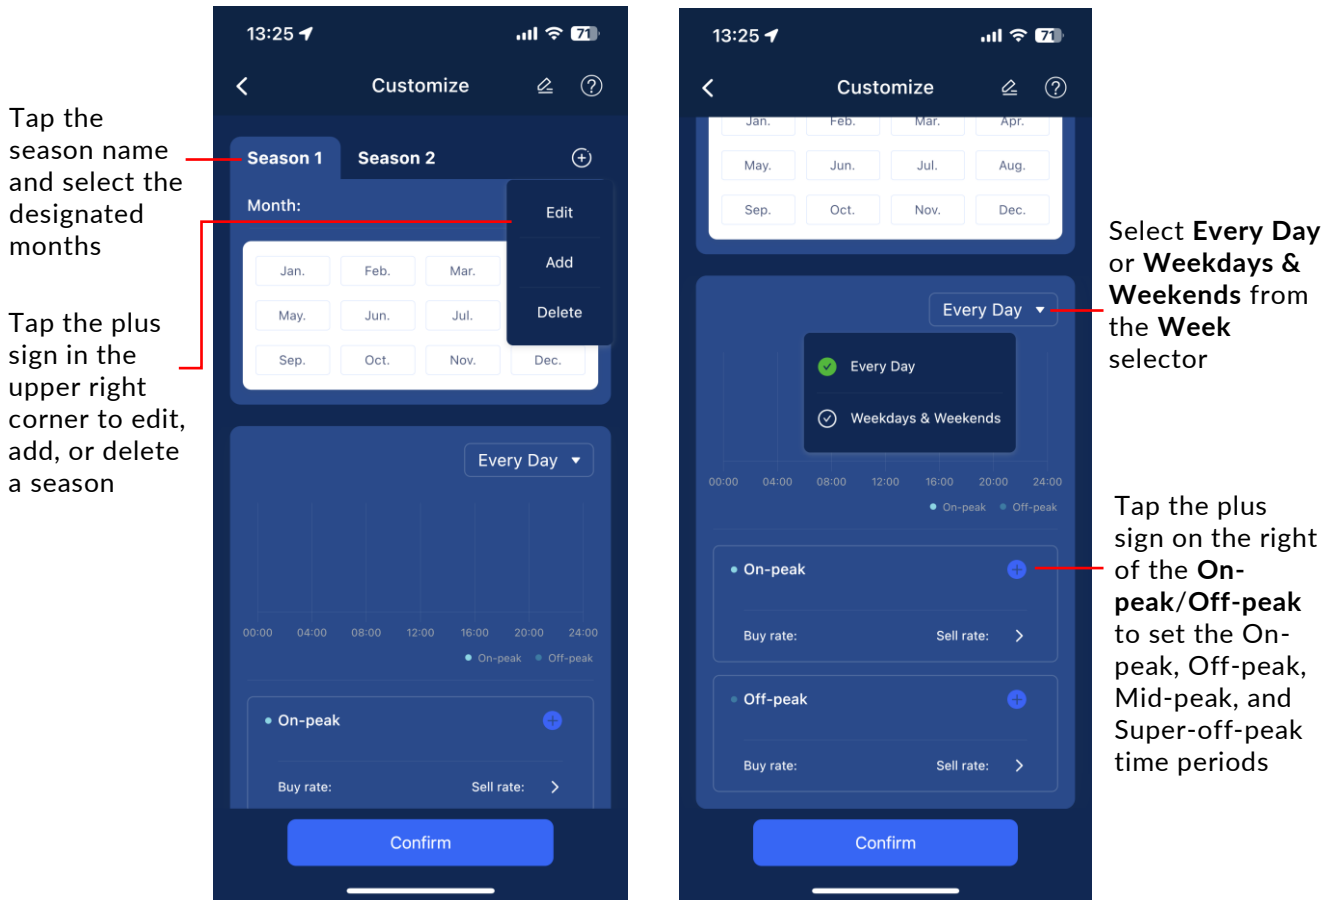 Tap the
season name
and select the
designated
months
Tap the plus
sign in the
upper right
corner to edit,
add, or delete
a season
13:25
71
Customize
?
Season 1 Season 2
Month:
Edit
Add
Delete
Jan. Feb. Mar.
May. Jun. Jul.
Sep. Oct. Nov. Dec.
Every Day
00:00 04:00 08:00 12:00 16:00 20:00 24:00
On-peak Off-peak
On-peak
Buy rate: Sell rate:
Confirm
13:25
71
Customize
?
Jan. Feb. Mar. Apr.
May. Jun. Jul. Aug.
Sep. Oct. Nov. Dec.
Every Day
Every Day
Weekdays & Weekends
00:00 04:00 08:00 12:00 16:00 20:00 24:00
On-peak Off-peak
On-peak
Buy rate: Sell rate:
Off-peak
Buy rate: Sell rate:
Confirm
Select Every Day
or Weekdays &
Weekends from
the Week
selector
Tap the plus
sign on the right
of the On-
peak/Off-peak
to set the On-
peak, Off-peak,
Mid-peak, and
Super-off-peak
time periods